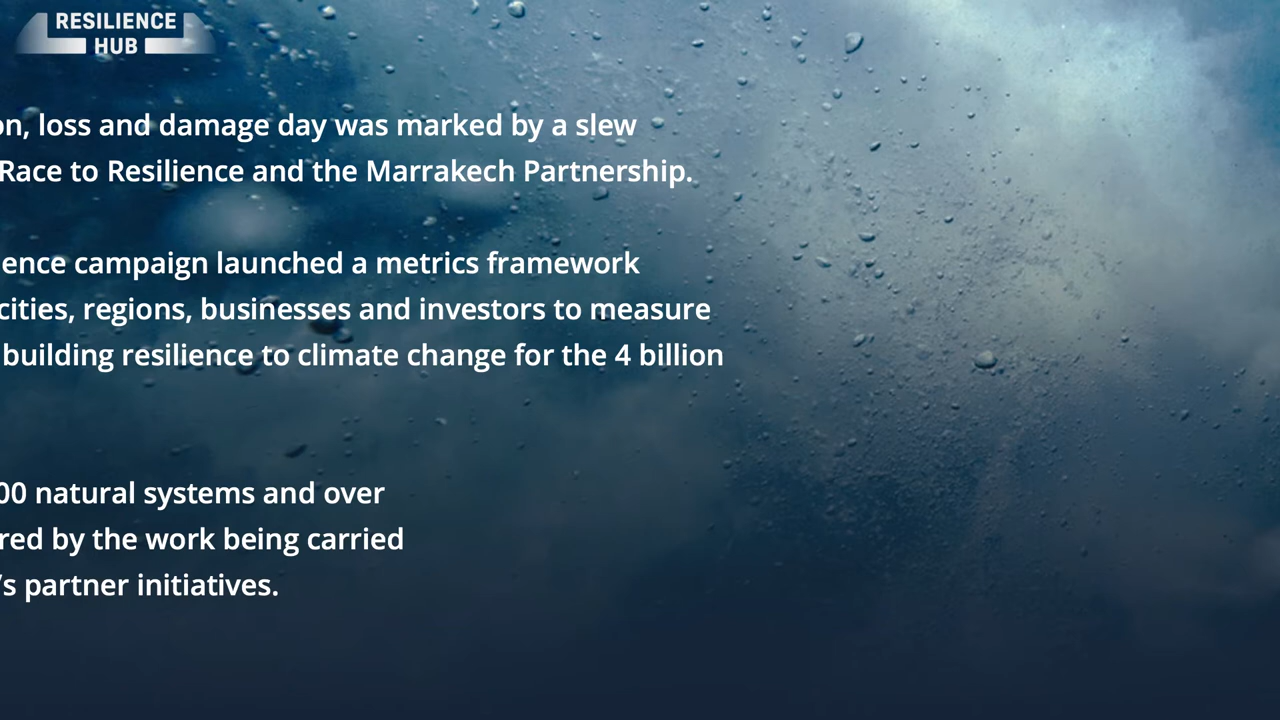 RESILIENCE
HUB
on, loss and damage day was marked by a slew
Race to Resilience and the Marrakech Partnership.
ence campaign launched a metrics framework
cities, regions, businesses and investors to measure
building resilience to climate change for the 4 billion
00 natural systems and over
red by the work being carried
's partner initiatives.